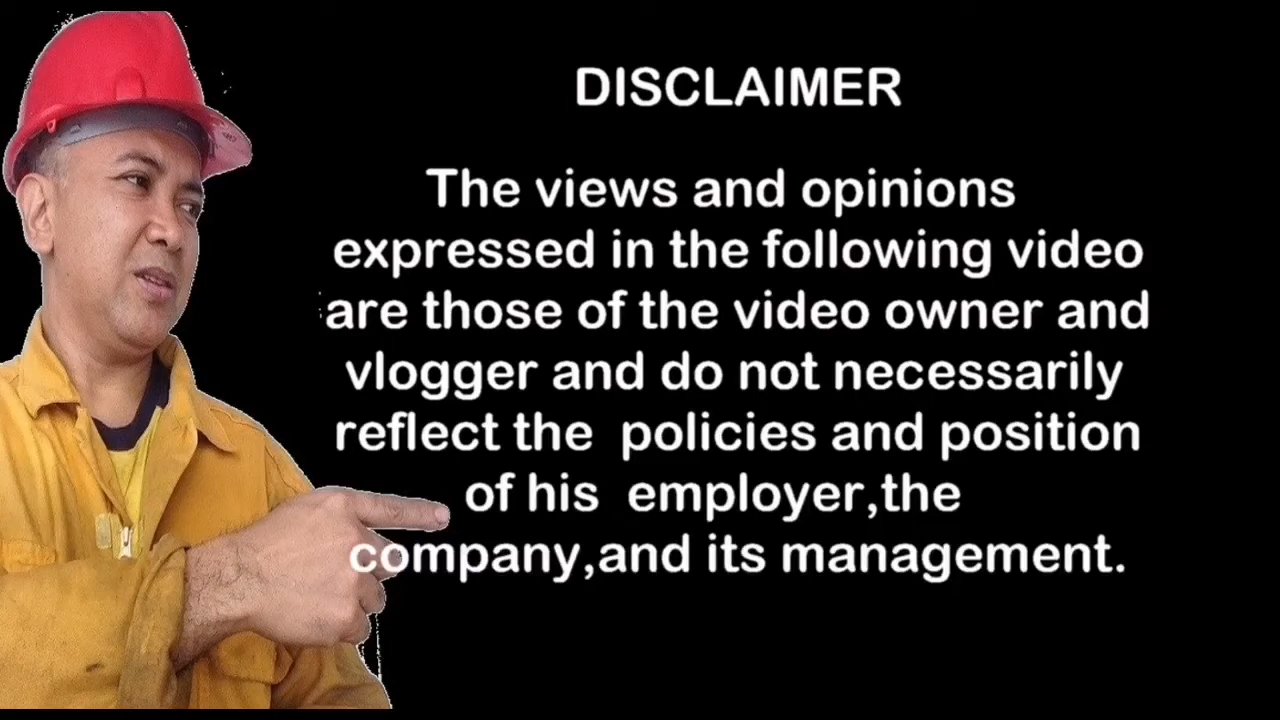 DISCLAIMER
The views and opinions
expressed in the following video
are those of the video owner and
vlogger and do not necessarily
reflect the  policies and position
of his  employer,the
company,and its management.